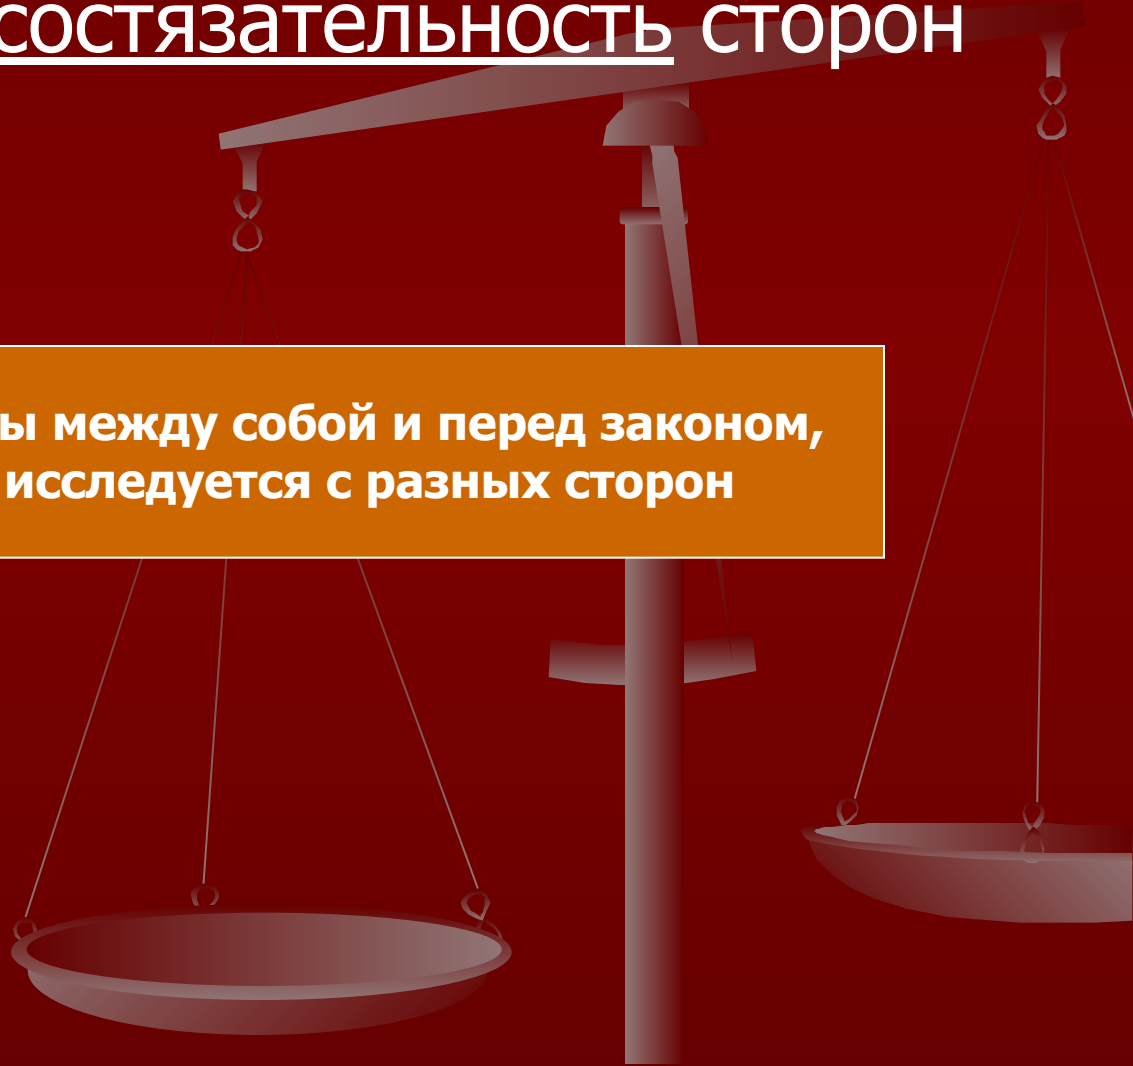 состязательность сторон
ы между собой и перед законом,
исследуется с разных сторон